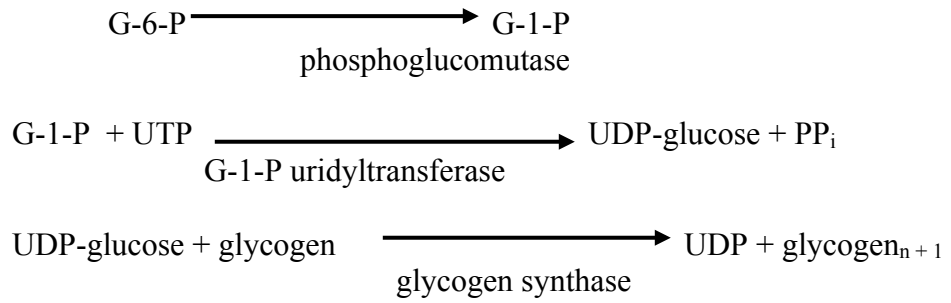 G-6-P G-1-P
phosphoglucomutase
G-1-P + UTP UDP-glucose + PPi
G-1-P uridyltransferase
UDP-glucose + glycogen UDP + glycogenn + 1
glycogen synthase